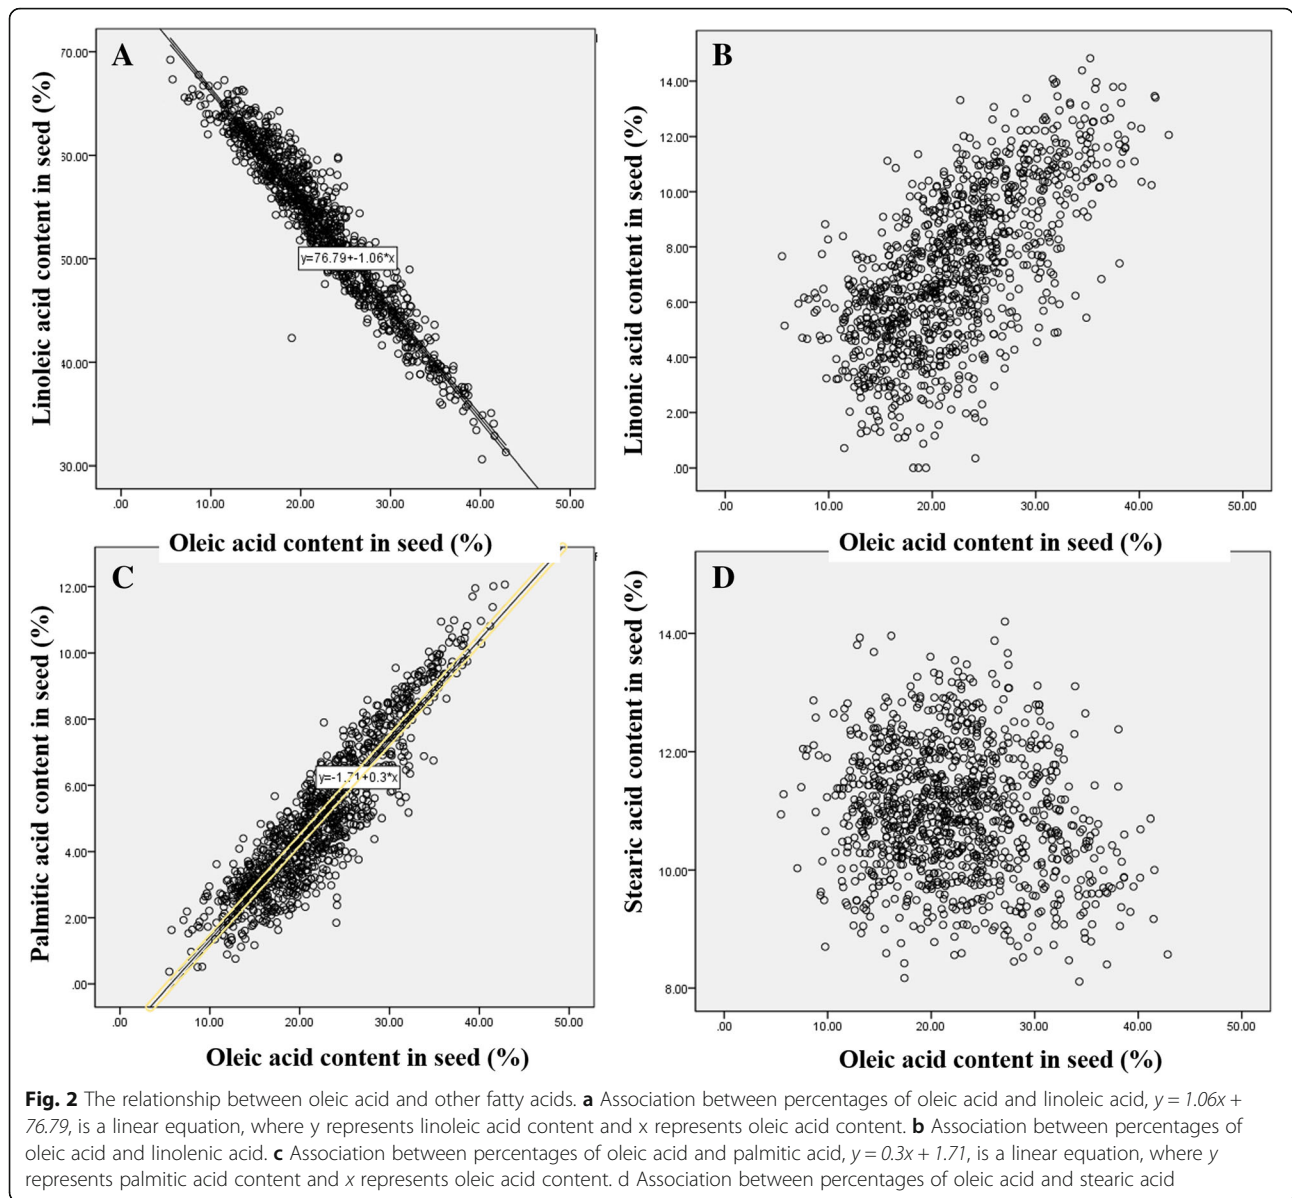 A
Linoleic acid content in seed (%)
70.00
60.00
50.00
40.00
30.00
y=76.79+-1.06*x
.00 10.00 20.00 30.00 40.00 50.00
Oleic acid content in seed (%)
B
Linonic acid content in seed (%)
14.00
12.00
10.00
8.00
6.00
4.00
2.00
.00
.00 10.00 20.00 30.00 40.00 50.00
Oleic acid content in seed (%)
C
Palmitic acid content in seed (%)
12.00
10.00
8.00
6.00
4.00
2.00
.00
y=-1.71+0.3*x
.00 10.00 20.00 30.00 40.00 50.00
Oleic acid content in seed (%)
D
Stearic acid content in seed (%)
14.00
12.00
10.00
8.00
.00 10.00 20.00 30.00 40.00 50.00
Oleic acid content in seed (%)
Fig. 2 The relationship between oleic acid and other fatty acids. a Association between percentages of oleic acid and linoleic acid, y = 1.06x +
76.79, is a linear equation, where y represents linoleic acid content and x represents oleic acid content. b Association between percentages of
oleic acid and linolenic acid. c Association between percentages of oleic acid and palmitic acid, y = 0.3x + 1.71, is a linear equation, where y
represents palmitic acid content and x represents oleic acid content. d Association between percentages of oleic acid and stearic acid